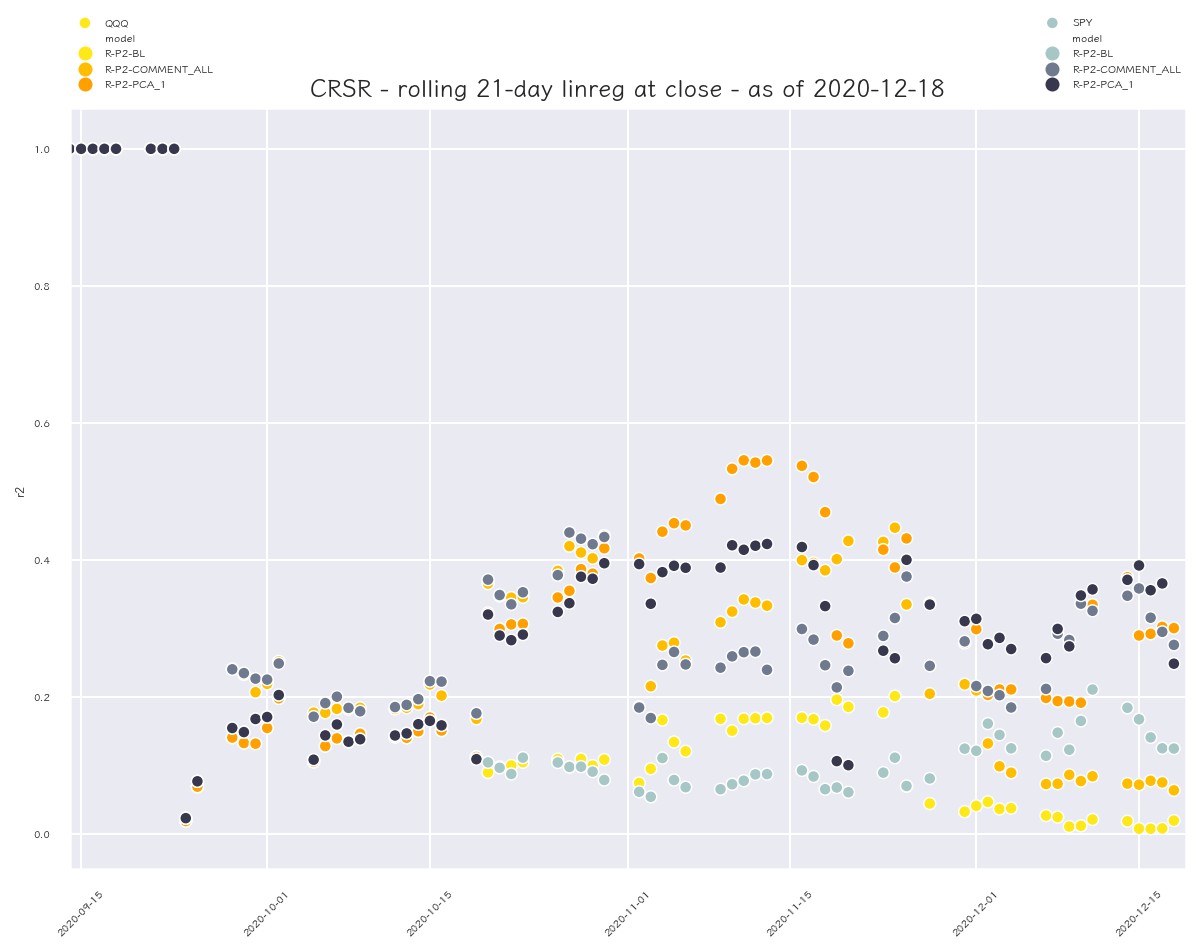 QQQ
model
R-P2-BL
R-P2-COMMENT_ALL
R-P2-PCA_1
SPY
model
R-P2-BL
R-P2-COMMENT_ALL
R-P2-PCA_1
CRSR - rolling 21-day linreg at close - as of 2020-12-18
1.0
0.8
0.6
0.4
0.2
0.0
r2
2020-09-15
2020-10-01
2020-10-15
2020-11-01
2020-11-15
2020-12-01
2020-12-15